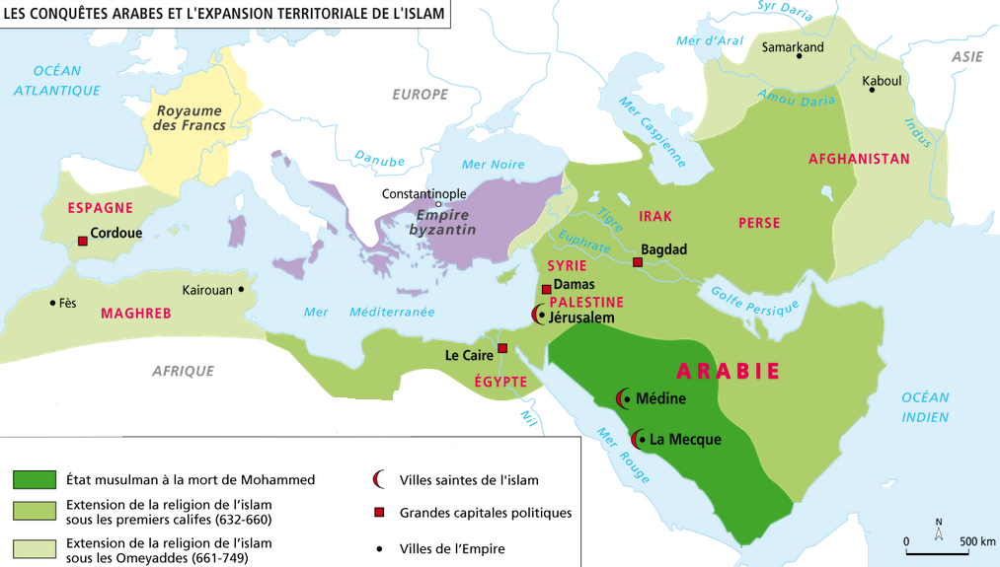 LES CONQUÊTES ARABES ET L'EXPANSION TERRITORIALE DE L'ISLAM
Syr Daria
Mer d'Aral
Samarkand
ASIE
OCÉAN
ATLANTIQUE
EUROPE
Kaboul
Amou Daria
Royaume
des Francs
Mer Caspienne
Indus
Danube
Mer Noire
AFGHANISTAN
Constantinople
ESPAGNE
Empire
byzantin
Tigre
IRAK
PERSE
Cordoue
Euphrate
Bagdad
SYRIE
Damas
Kairouan
Fès
MAGHREB
PALESTINE
Golfe Persique
Mer Méditerranée
Jérusalem
Le Caire
AFRIQUE
ÉGYPTE
ARABIE
Médine
OCÉAN
INDIEN
Nil
Mer Rouge
La Mecque
État musulman à la mort de Mohammed
Extension de la religion de l'islam
sous les premiers califes (632-660)
Extension de la religion de l'islam
sous les Omeyaddes (661-749)
Villes saintes de l'islam
Grandes capitales politiques
Villes de l'Empire
N
0 500 km